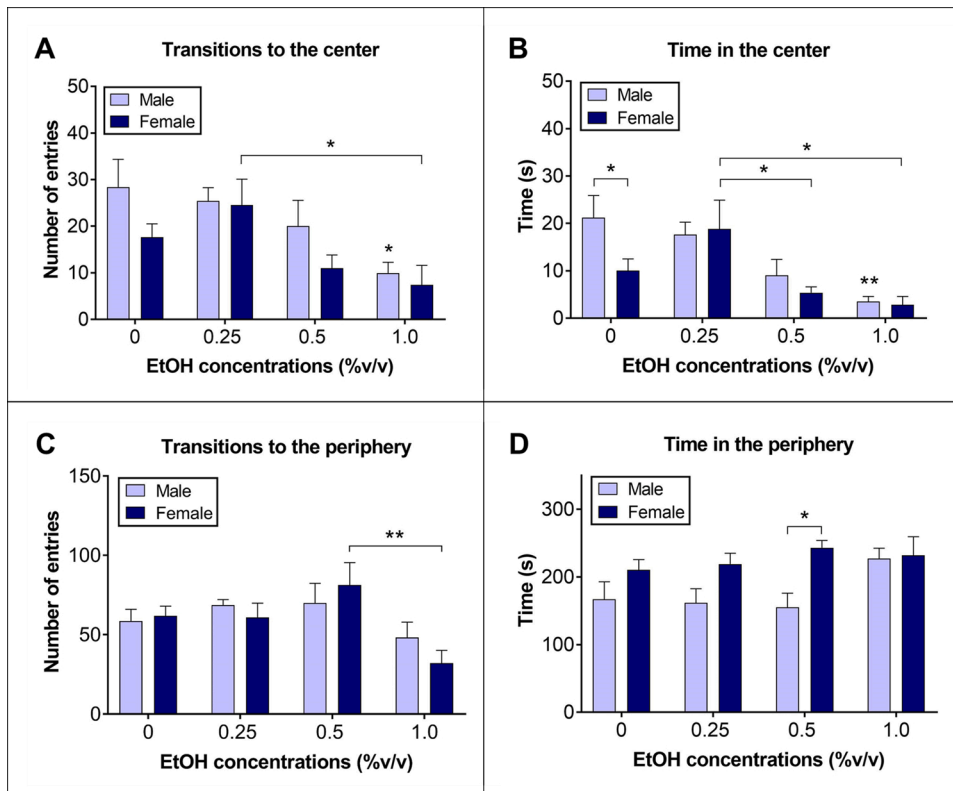 A
Transitions to the center
Number of entries
50
40
30
20
10
0
Male
Female
*
*
0 0.25 0.5 1.0
EtOH concentrations (%v/v)
B
Time in the center
Time (s)
50
40
30
20
10
0
Male
Female
*
*
*
**
0 0.25 0.5 1.0
EtOH concentrations (%v/v)
C
Transitions to the periphery
Number of entries
150
100
50
0
Male
Female
**
0 0.25 0.5 1.0
EtOH concentrations (%v/v)
D
Time in the periphery
Time (s)
300
200
100
0
Male
Female
*
0 0.25 0.5 1.0
EtOH concentrations (%v/v)